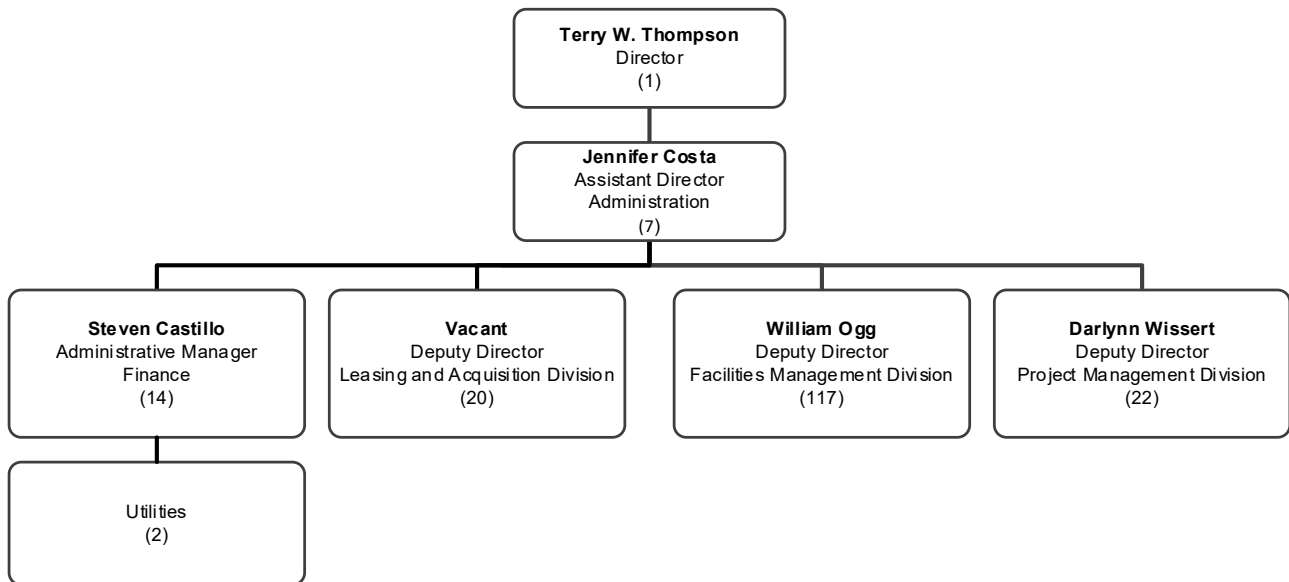 Terry W. Thompson
Director
(1)
Jennifer Costa
Assistant Director
Administration
(7)
Steven Castillo
Administrative Manager
Finance
(14)
Vacant
Deputy Director
Leasing and Acquisition Division
(20)
William Ogg
Deputy Director
Facilities Management Division
(117)
Darlynn Wissert
Deputy Director
Project Management Division
(22)
Utilities
(2)